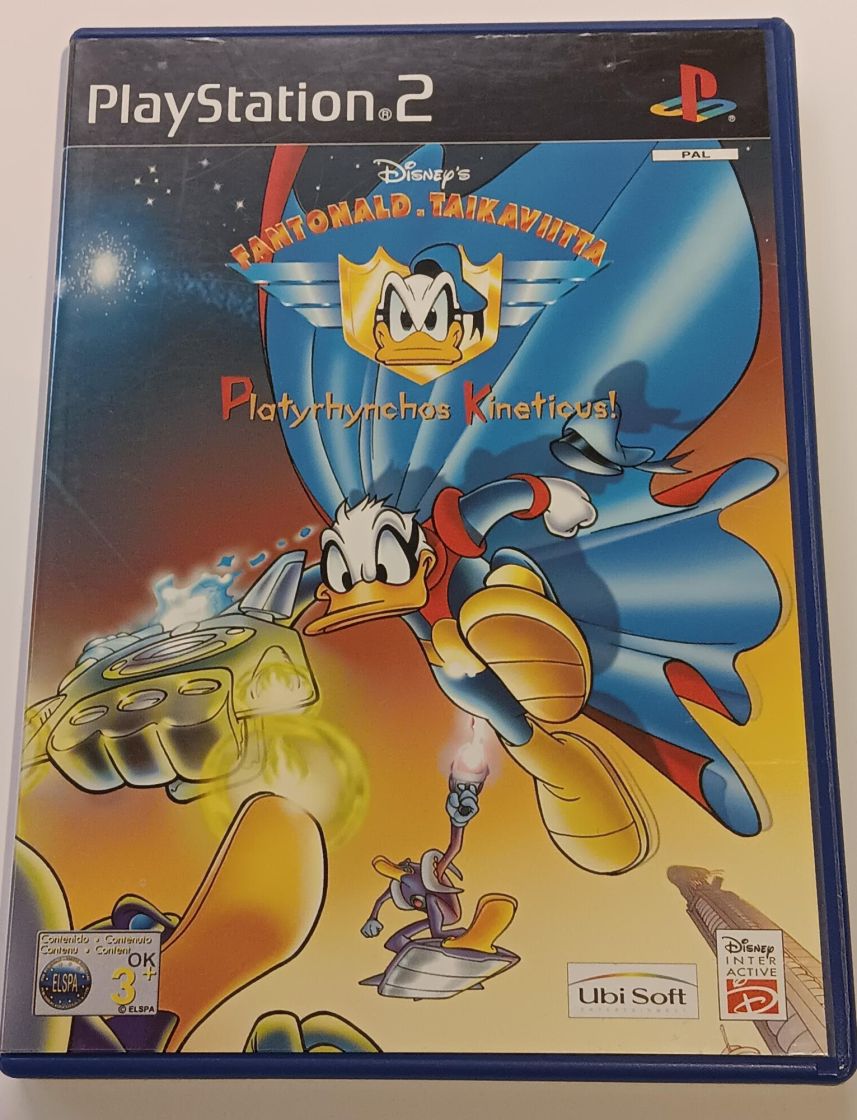 PlayStation®2
®
PAL
Disney's
FANTONALD - TAIKAVIITTA
Platyrhynchos Kineticus!
Contenido • Contenuto
Contenu • Content
OK
3+
ELSPA
© ELSPA
Ubi Soft
ENTERTAINMENT
Disney
INTER
ACTIVE
D